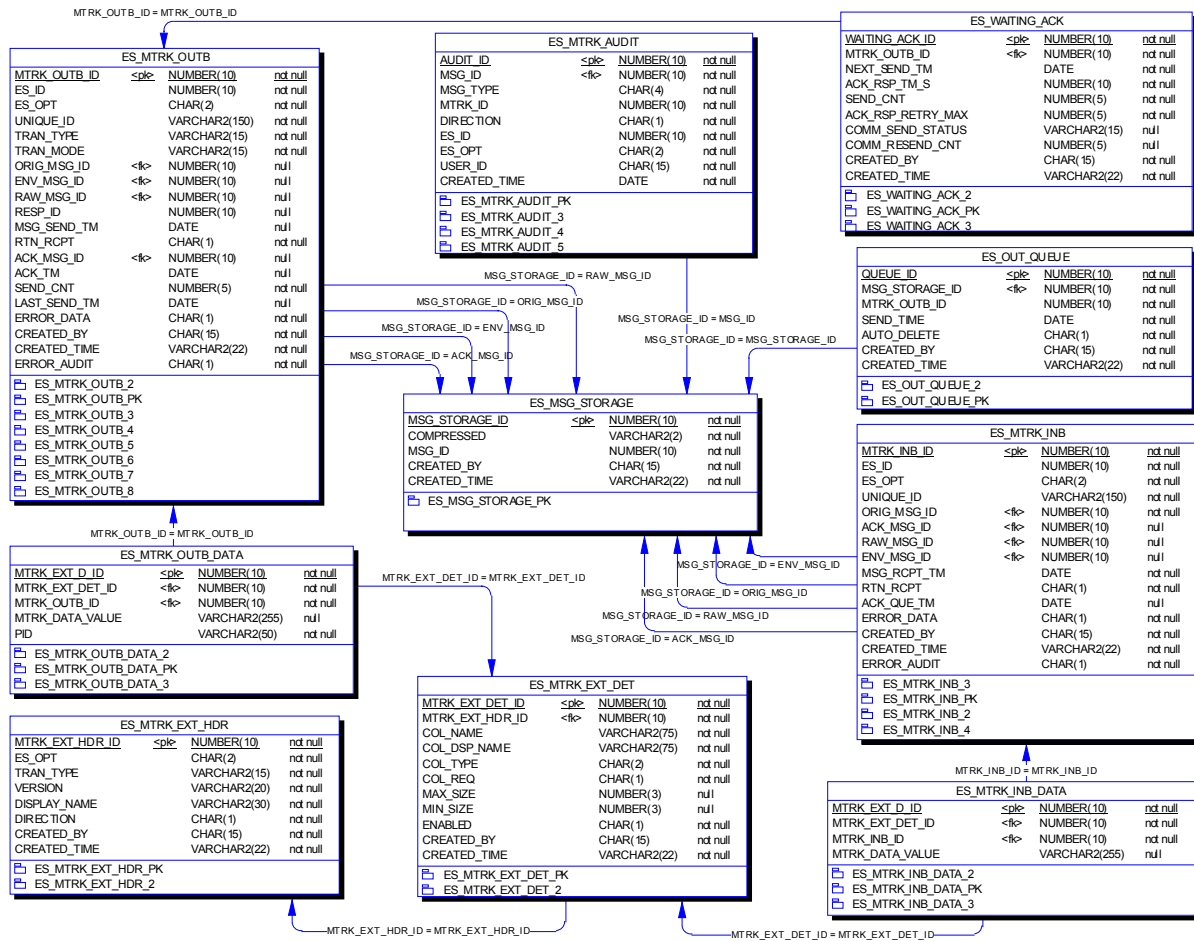 MTRK_OUTB_ID = MTRK_OUTB_ID
ES_MTRK_OUTB
MTRK_OUTB_ID <pk> NUMBER(10) not null
ES_ID NUMBER(10) not null
ES_OPT CHAR(2) not null
UNIQUE_ID VARCHAR2(150) not null
TRAN_TYPE VARCHAR2(15) not null
TRAN_MODE VARCHAR2(15) not null
ORIG_MSG_ID <fk> NUMBER(10) null
ENV_MSG_ID <fk> NUMBER(10) null
RAW_MSG_ID <fk> NUMBER(10) null
RESP_ID NUMBER(10) null
MSG_SEND_TM DATE null
RTN_RCPT CHAR(1) not null
ACK_MSG_ID <fk> NUMBER(10) null
ACK_TM DATE null
SEND_CNT NUMBER(5) not null
LAST_SEND_TM DATE null
ERROR_DATA CHAR(1) not null
CREATED_BY CHAR(15) not null
CREATED_TIME VARCHAR2(22) not null
ERROR_AUDIT CHAR(1) not null
ES_MTRK_OUTB_2
ES_MTRK_OUTB_PK
ES_MTRK_OUTB_3
ES_MTRK_OUTB_4
ES_MTRK_OUTB_5
ES_MTRK_OUTB_6
ES_MTRK_OUTB_7
ES_MTRK_OUTB_8
ES_MTRK_AUDIT
AUDIT_ID <pk> NUMBER(10) not null
MSG_ID <fk> NUMBER(10) not null
MSG_TYPE CHAR(4) not null
MTRK_ID NUMBER(10) not null
DIRECTION CHAR(1) not null
ES_ID NUMBER(10) not null
ES_OPT CHAR(2) not null
USER_ID CHAR(15) not null
CREATED_TIME DATE not null
ES_MTRK_AUDIT_PK
ES_MTRK_AUDIT_3
ES_MTRK_AUDIT_4
ES_MTRK_AUDIT_5
ES_WAITING_ACK
WAITING_ACK_ID <pk> NUMBER(10) not null
MTRK_OUTB_ID <fk> NUMBER(10) not null
NEXT_SEND_TM DATE not null
ACK_RSP_TM_S NUMBER(10) not null
SEND_CNT NUMBER(5) not null
ACK_RSP_RETRY_MAX NUMBER(5) not null
COMM_SEND_STATUS VARCHAR2(15) null
COMM_RESEND_CNT NUMBER(5) null
CREATED_BY CHAR(15) not null
CREATED_TIME VARCHAR2(22) not null
ES_WAITING_ACK_2
ES_WAITING_ACK_PK
ES_WAITING_ACK_3
MSG_STORAGE_ID = RAW_MSG_ID
MSG_STORAGE_ID = ORIG_MSG_ID
MSG_STORAGE_ID = ENV_MSG_ID
MSG_STORAGE_ID = ACK_MSG_ID
MSG_STORAGE_ID = MSG_ID
MSG_STORAGE_ID = MSG_STORAGE_ID
ES_OUT_QUEUE
QUEUE_ID <pk> NUMBER(10) not null
MSG_STORAGE_ID <fk> NUMBER(10) not null
MTRK_OUTB_ID NUMBER(10) not null
SEND_TIME DATE not null
AUTO_DELETE CHAR(1) not null
CREATED_BY CHAR(15) not null
CREATED_TIME VARCHAR2(22) not null
ES_OUT_QUEUE_2
ES_OUT_QUEUE_PK
ES_MSG_STORAGE
MSG_STORAGE_ID <pk> NUMBER(10) not null
COMPRESSED VARCHAR2(2) not null
MSG_ID NUMBER(10) not null
CREATED_BY CHAR(15) not null
CREATED_TIME VARCHAR2(22) not null
ES_MSG_STORAGE_PK
ES_MTRK_INB
MTRK_INB_ID <pk> NUMBER(10) not null
ES_ID NUMBER(10) not null
ES_OPT CHAR(2) not null
UNIQUE_ID VARCHAR2(150) not null
ORIG_MSG_ID <fk> NUMBER(10) not null
ACK_MSG_ID <fk> NUMBER(10) null
RAW_MSG_ID <fk> NUMBER(10) null
ENV_MSG_ID <fk> NUMBER(10) null
MSG_RCPT_TM DATE not null
RTN_RCPT CHAR(1) not null
ACK_QUE_TM DATE null
ERROR_DATA CHAR(1) not null
CREATED_BY CHAR(15) not null
CREATED_TIME VARCHAR2(22) not null
ERROR_AUDIT CHAR(1) not null
ES_MTRK_INB_3
ES_MTRK_INB_PK
ES_MTRK_INB_2
ES_MTRK_INB_4
MTRK_OUTB_ID = MTRK_OUTB_ID
ES_MTRK_OUTB_DATA
MTRK_EXT_D_ID <pk> NUMBER(10) not null
MTRK_EXT_DET_ID <fk> NUMBER(10) not null
MTRK_OUTB_ID <fk> NUMBER(10) not null
MTRK_DATA_VALUE VARCHAR2(255) null
PID VARCHAR2(50) not null
ES_MTRK_OUTB_DATA_2
ES_MTRK_OUTB_DATA_PK
ES_MTRK_OUTB_DATA_3
MTRK_EXT_DET_ID = MTRK_EXT_DET_ID
MSG_STORAGE_ID = ENV_MSG_ID
MSG_STORAGE_ID = ORIG_MSG_ID
MSG_STORAGE_ID = RAW_MSG_ID
MSG_STORAGE_ID = ACK_MSG_ID
ES_MTRK_EXT_DET
MTRK_EXT_DET_ID <pk> NUMBER(10) not null
MTRK_EXT_HDR_ID <fk> NUMBER(10) not null
COL_NAME VARCHAR2(75) not null
COL_DSP_NAME VARCHAR2(75) not null
COL_TYPE CHAR(2) not null
COL_REQ CHAR(1) not null
MAX_SIZE NUMBER(3) null
MIN_SIZE NUMBER(3) null
ENABLED CHAR(1) not null
CREATED_BY CHAR(15) not null
CREATED_TIME VARCHAR2(22) not null
ES_MTRK_EXT_DET_PK
ES_MTRK_EXT_DET_2
ES_MTRK_EXT_HDR
MTRK_EXT_HDR_ID <pk> NUMBER(10) not null
ES_OPT CHAR(2) not null
TRAN_TYPE VARCHAR2(15) not null
VERSION VARCHAR2(20) not null
DISPLAY_NAME VARCHAR2(30) not null
DIRECTION CHAR(1) not null
CREATED_BY CHAR(15) not null
CREATED_TIME VARCHAR2(22) not null
ES_MTRK_EXT_HDR_PK
ES_MTRK_EXT_HDR_2
MTRK_INB_ID = MTRK_INB_ID
ES_MTRK_INB_DATA
MTRK_EXT_D_ID <pk> NUMBER(10) not null
MTRK_EXT_DET_ID <fk> NUMBER(10) not null
MTRK_INB_ID <fk> NUMBER(10) not null
MTRK_DATA_VALUE VARCHAR2(255) null
ES_MTRK_INB_DATA_2
ES_MTRK_INB_DATA_PK
ES_MTRK_INB_DATA_3
MTRK_EXT_HDR_ID = MTRK_EXT_HDR_ID
MTRK_EXT_DET_ID = MTRK_EXT_DET_ID